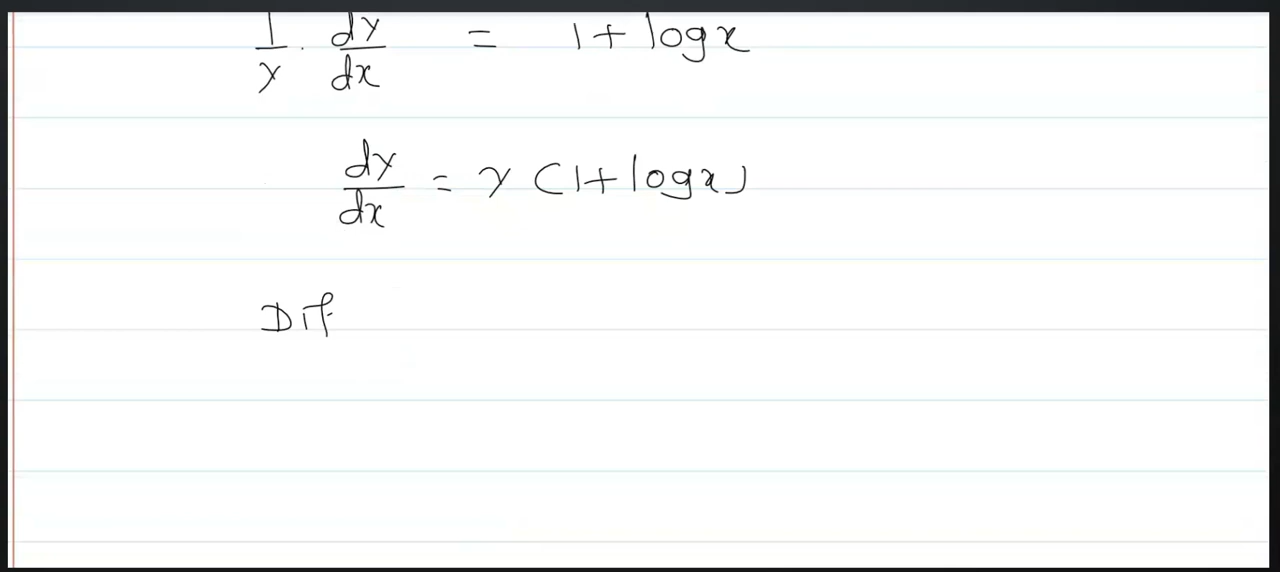 1/y . dy/dx = 1 + log x
dy/dx = y (1 + log x)
Dif